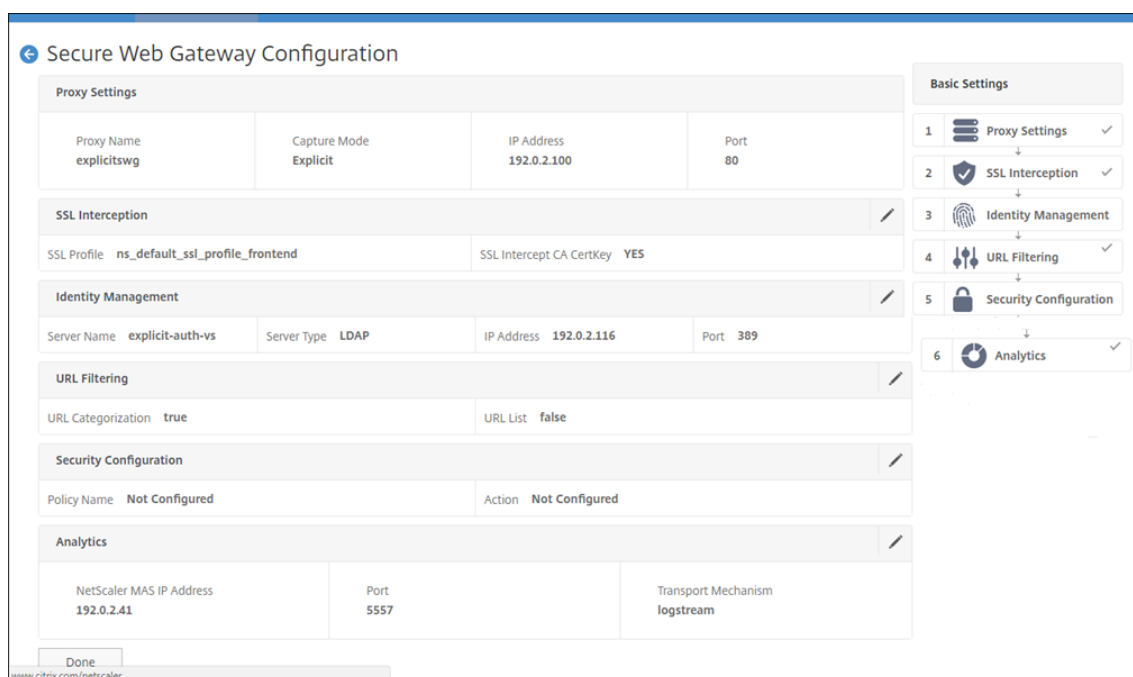 Secure Web Gateway Configuration
Proxy Settings
Proxy Name
explicitswg
Capture Mode
Explicit
IP Address
192.0.2.100
Port
80
SSL Interception
SSL Profile ns_default_ssl_profile_frontend
SSL Intercept CA CertKey YES
Identity Management
Server Name explicit-auth-vs
Server Type LDAP
IP Address 192.0.2.116
Port 389
URL Filtering
URL Categorization true
URL List false
Security Configuration
Policy Name Not Configured
Action Not Configured
Analytics
NetScaler MAS IP Address
192.0.2.41
Port
5557
Transport Mechanism
logstream
Done
www.citrix.com/netscaler
Basic Settings
1 Proxy Settings
2 SSL Interception
3 Identity Management
4 URL Filtering
5 Security Configuration
6 Analytics